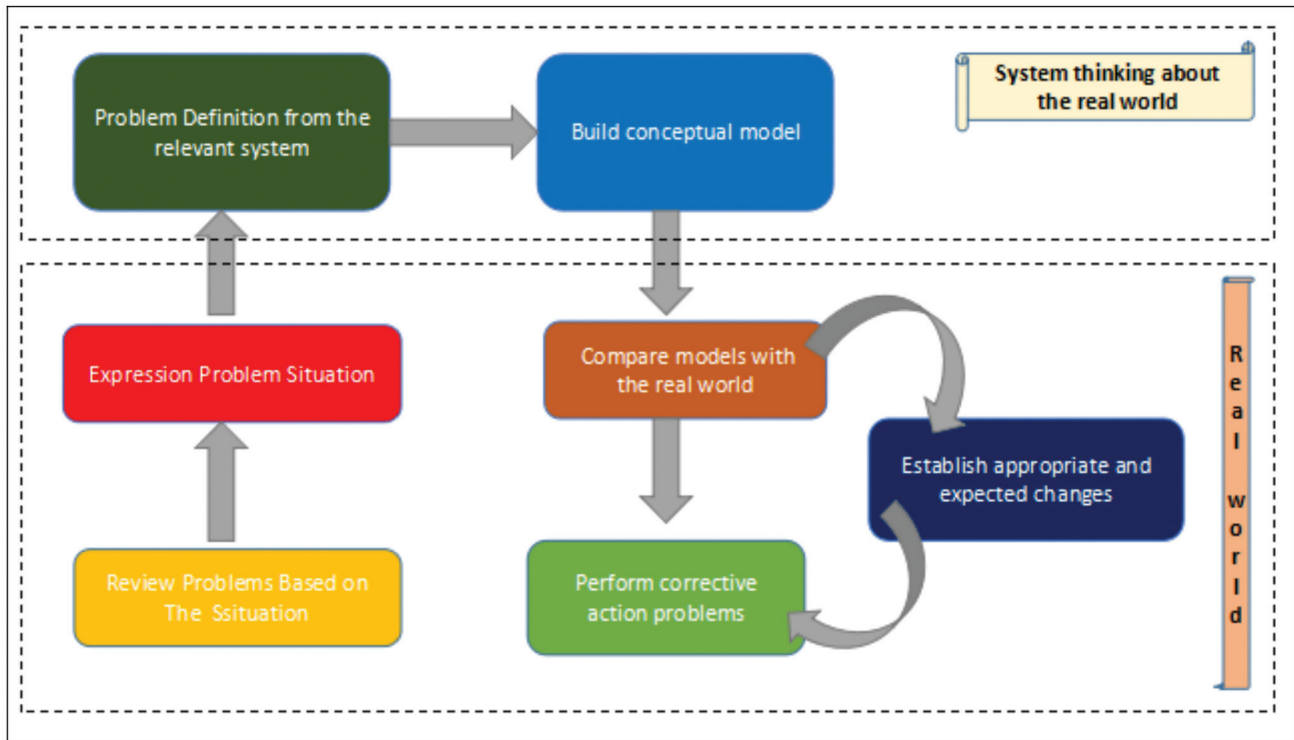 Problem Definition from the
relevant system
Build conceptual model
System thinking about
the real world
Expression Problem Situation
Compare models with
the real world
Establish appropriate and
expected changes
Review Problems Based on
The Ssituation
Perform corrective
action problems
Real world